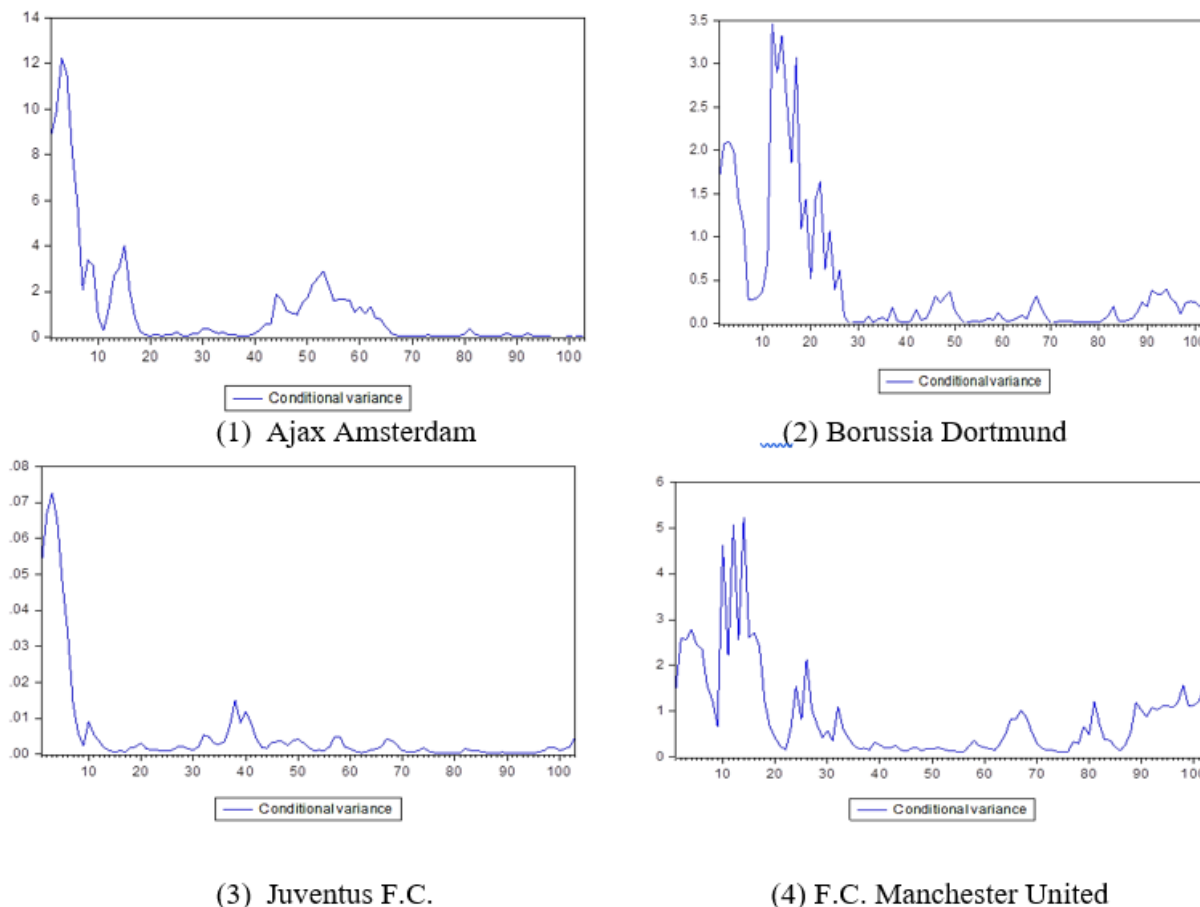 14
12
10
8
6
4
2
0
10 20 30 40 50 60 70 80 90 100
Conditional variance
(1) Ajax Amsterdam
3.5
3.0
2.5
2.0
1.5
1.0
0.5
0.0
10 20 30 40 50 60 70 80 90 100
Conditional variance
(2) Borussia Dortmund
.08
.07
.06
.05
.04
.03
.02
.01
.00
10 20 30 40 50 60 70 80 90 100
Conditional variance
(3) Juventus F.C.
6
5
4
3
2
1
0
10 20 30 40 50 60 70 80 90 100
Conditional variance
(4) F.C. Manchester United